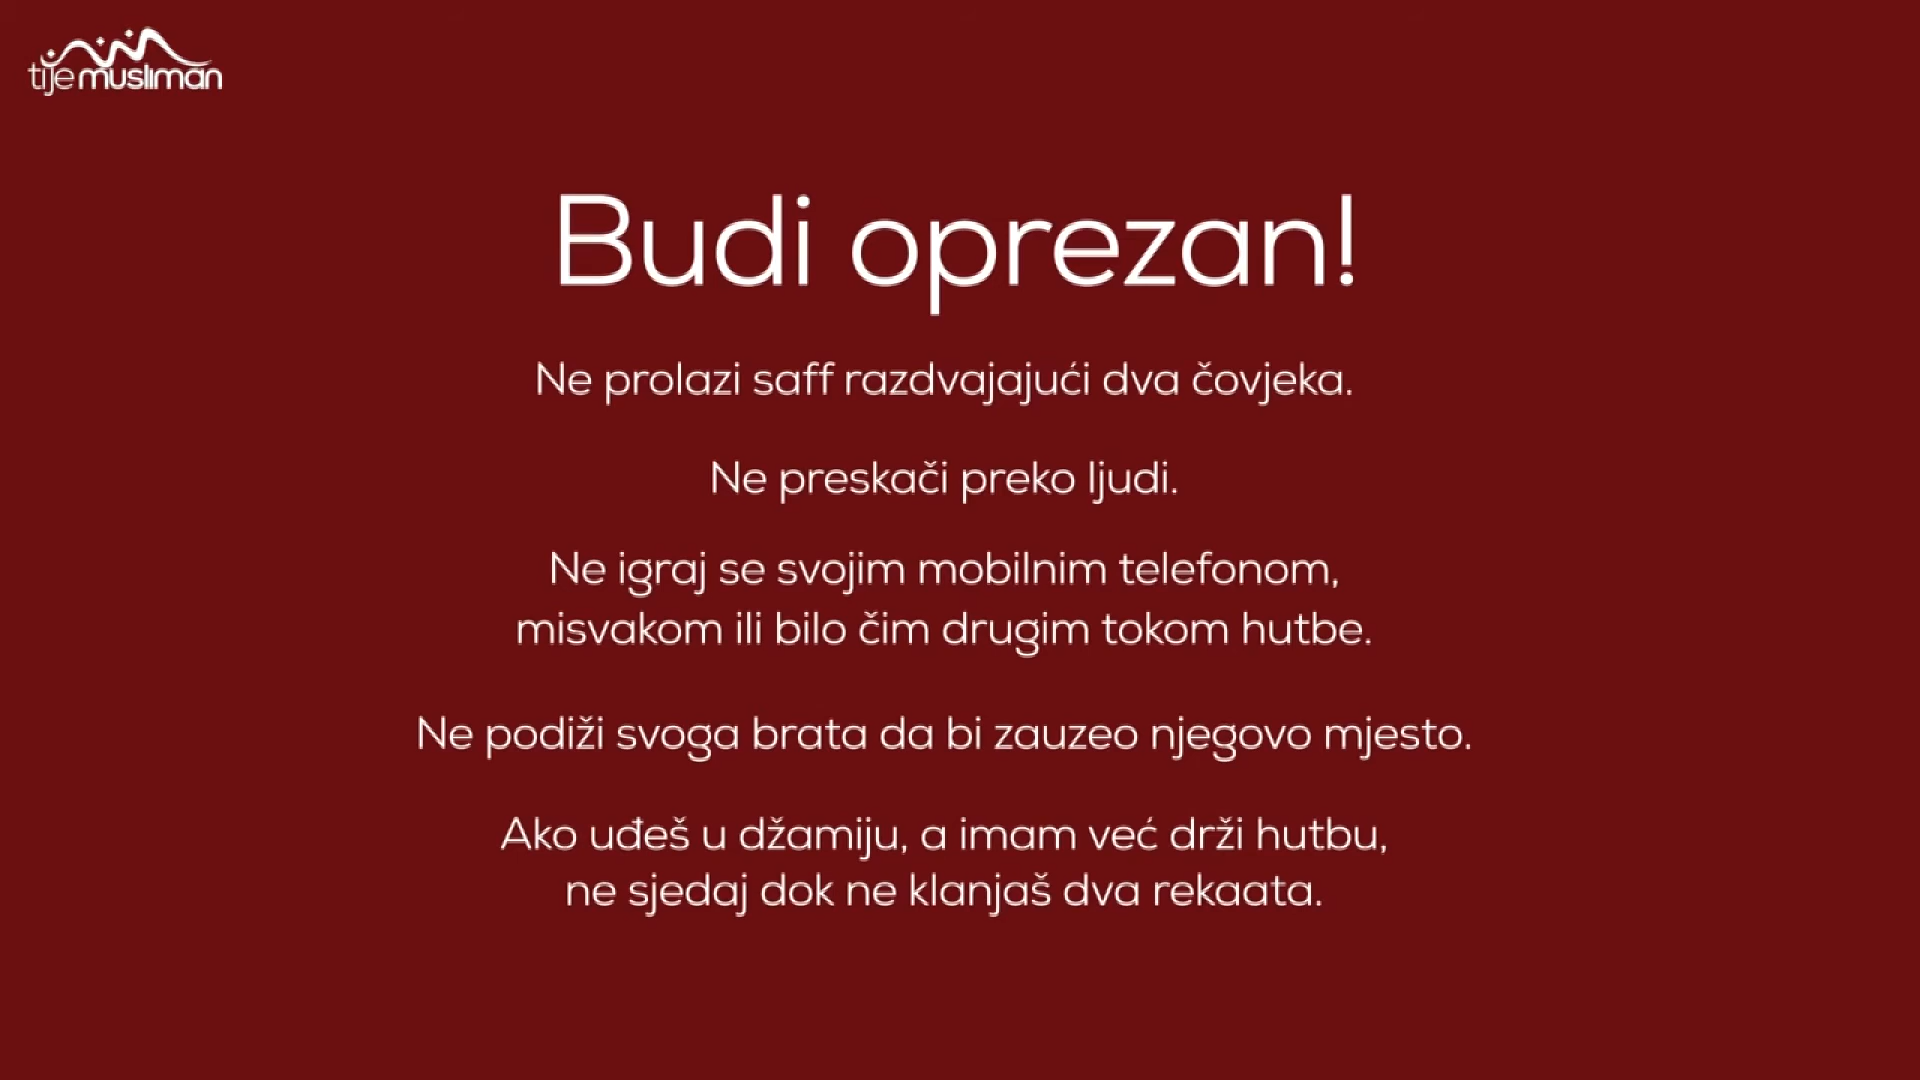 tijemusliman
Budi oprezan!
Ne prolazi saff razdvajajući dva čovjeka.
Ne preskači preko ljudi.
Ne igraj se svojim mobilnim telefonom,
misvakom ili bilo čim drugim tokom hutbe.
Ne podiži svoga brata da bi zauzeo njegovo mjesto.
Ako uđeš u džamiju, a imam već drži hutbu,
ne sjedaj dok ne klanjaš dva rekaata.